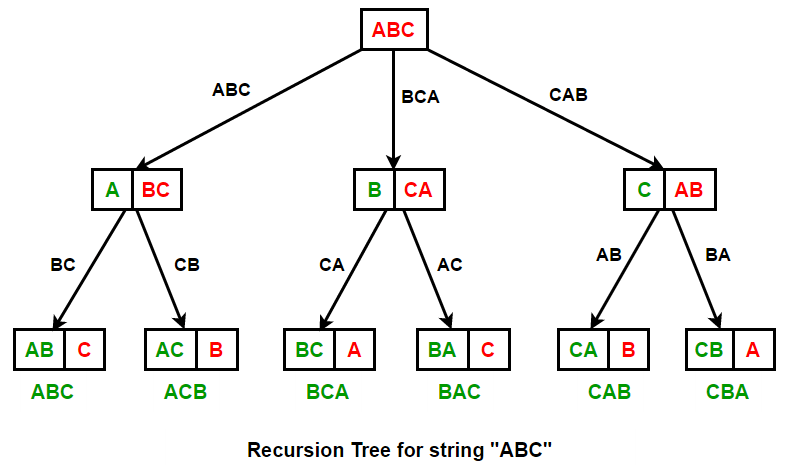 ABC
ABC
BCA
CAB
A BC
B CA
C AB
BC
CB
CA
AC
AB
BA
AB C
AC B
BC A
BA C
CA B
CB A
ABC
ACB
BCA
BAC
CAB
CBA
Recursion Tree for string "ABC"